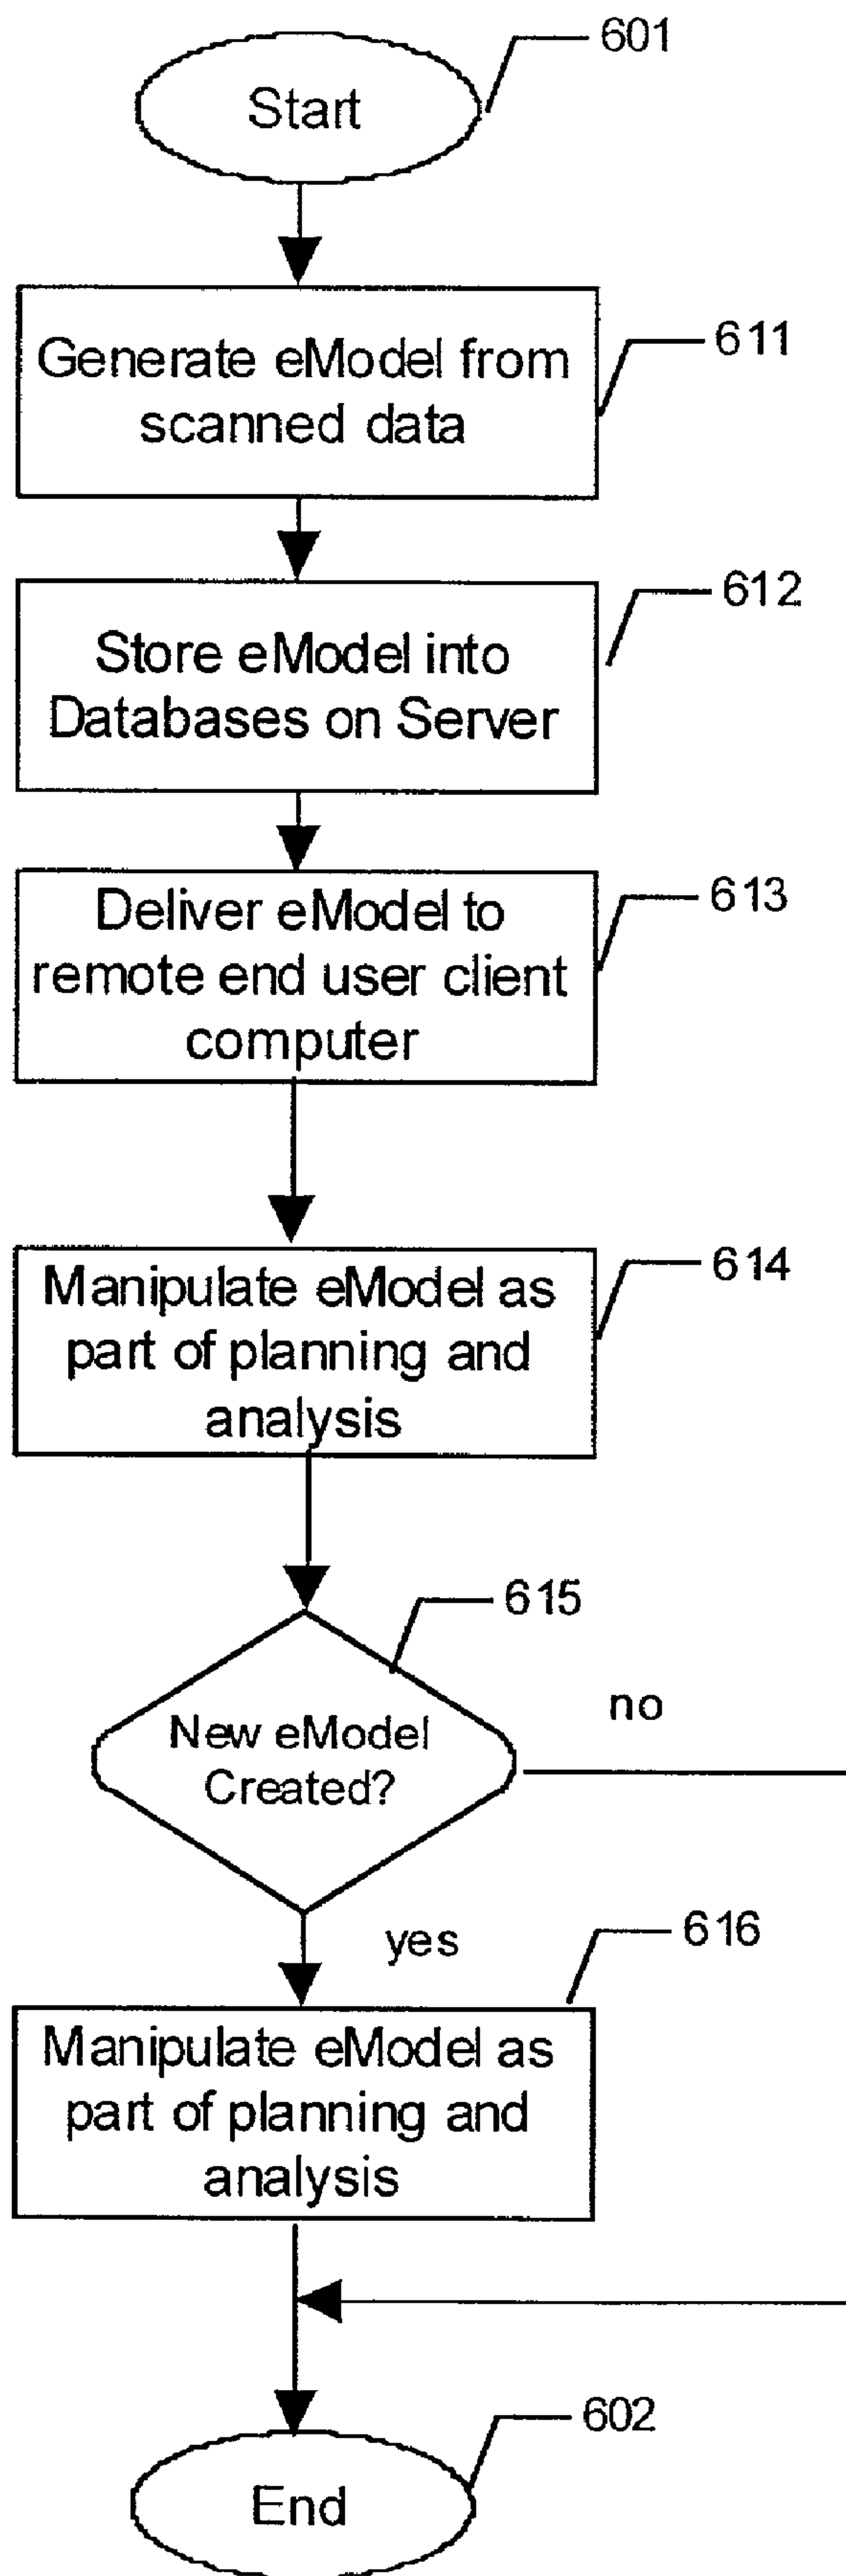 601
Start
611
Generate eModel from
scanned data
612
Store eModel into
Databases on Server
613
Deliver eModel to
remote end user client
computer
614
Manipulate eModel as
part of planning and
analysis
615
no
New eModel
Created?
yes
616
Manipulate eModel as
part of planning and
analysis
602
End